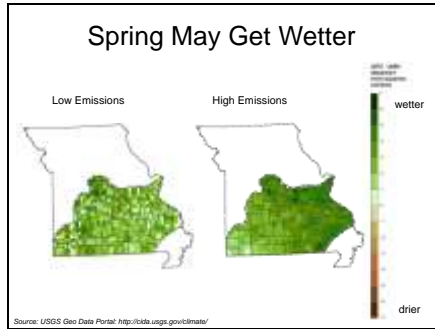 Spring May Get Wetter
Low Emissions
High Emissions
wetter
drier
Source: USGS Geo Data Portal: http://cida.usgs.gov/climate/